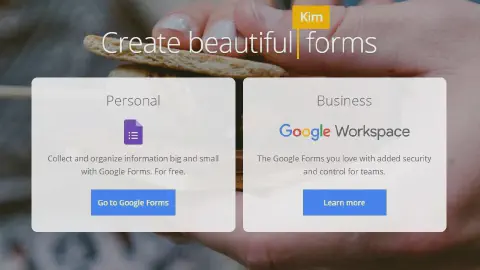 Kim
Create beautiful forms
Personal
Collect and organize information big and small
with Google Forms. For free.
Go to Google Forms
Business
Google Workspace
The Google Forms you love with added security
and control for teams.
Learn more